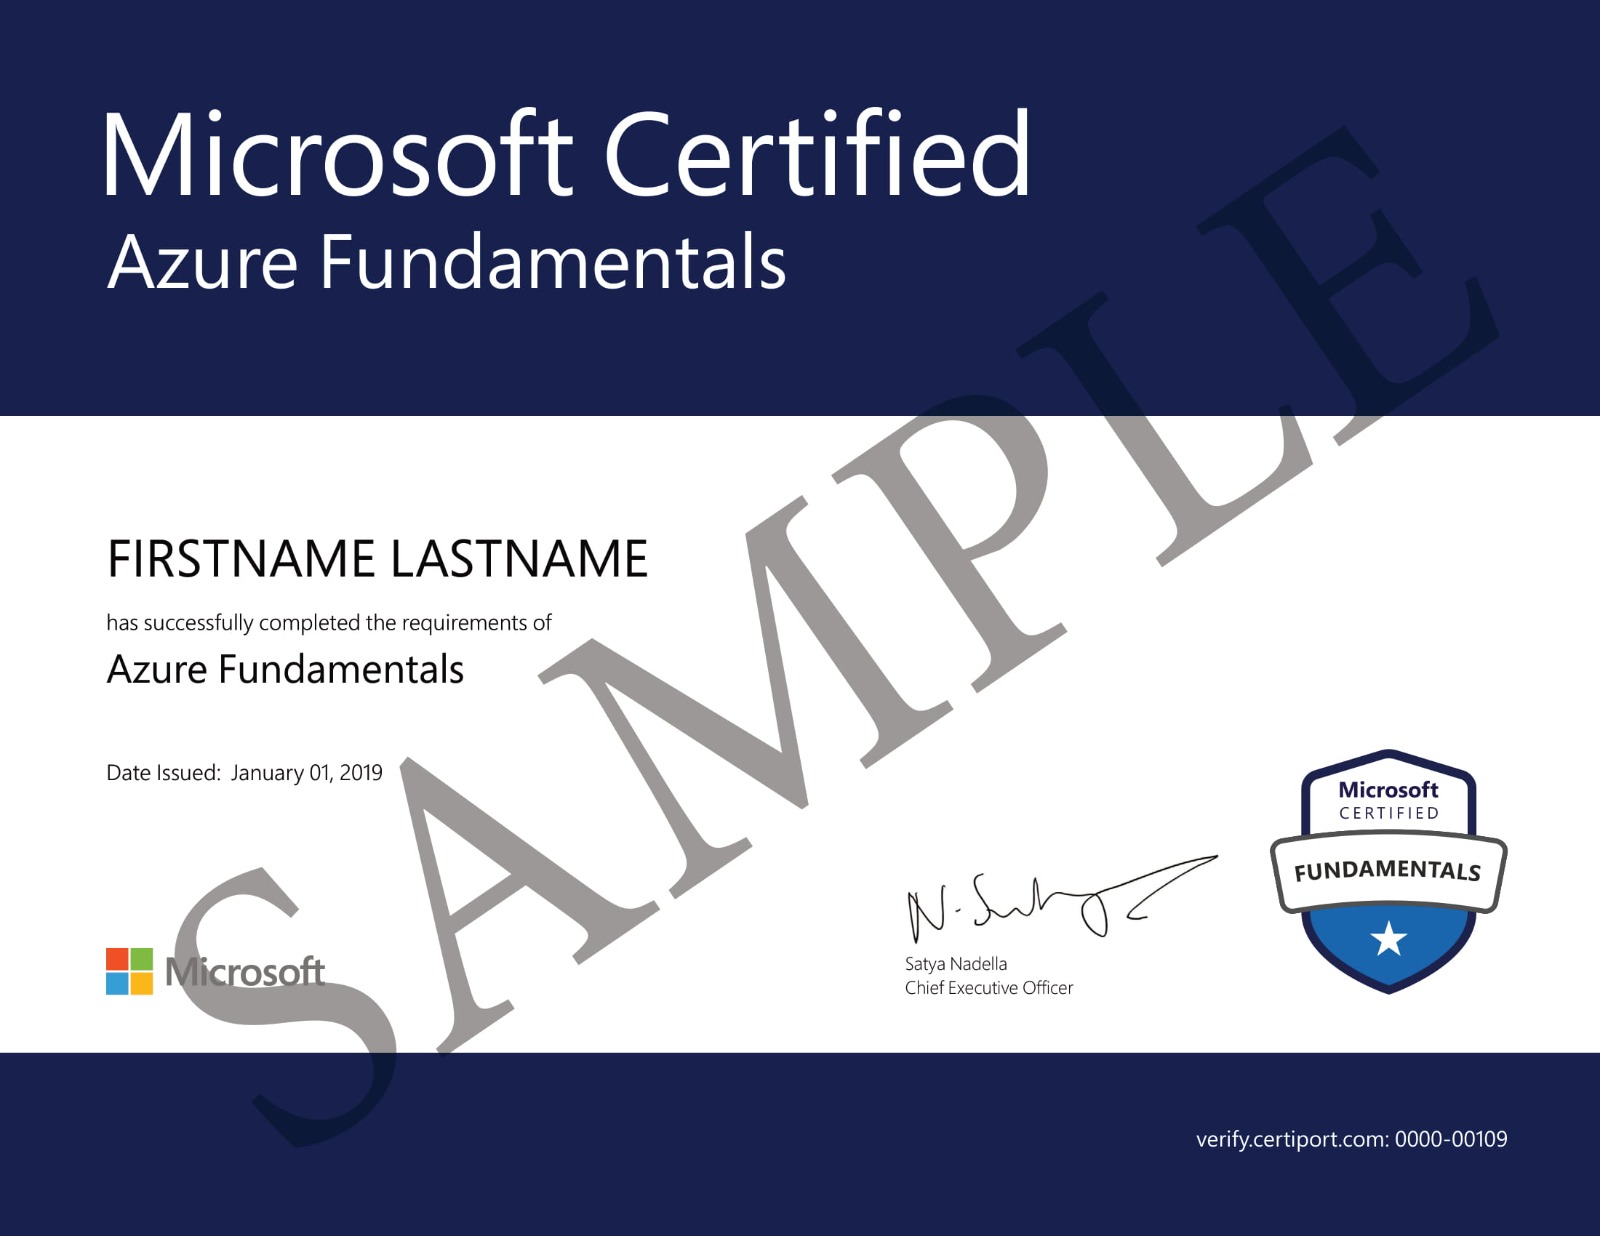 Microsoft Certified
Azure Fundamentals
SAMPLE
FIRSTNAME LASTNAME
has successfully completed the requirements of
Azure Fundamentals
Date Issued: January 01, 2019
Microsoft
CERTIFIED
FUNDAMENTALS
N. Satya
Satya Nadella
Chief Executive Officer
Microsoft
verify.certiport.com: 0000-00109